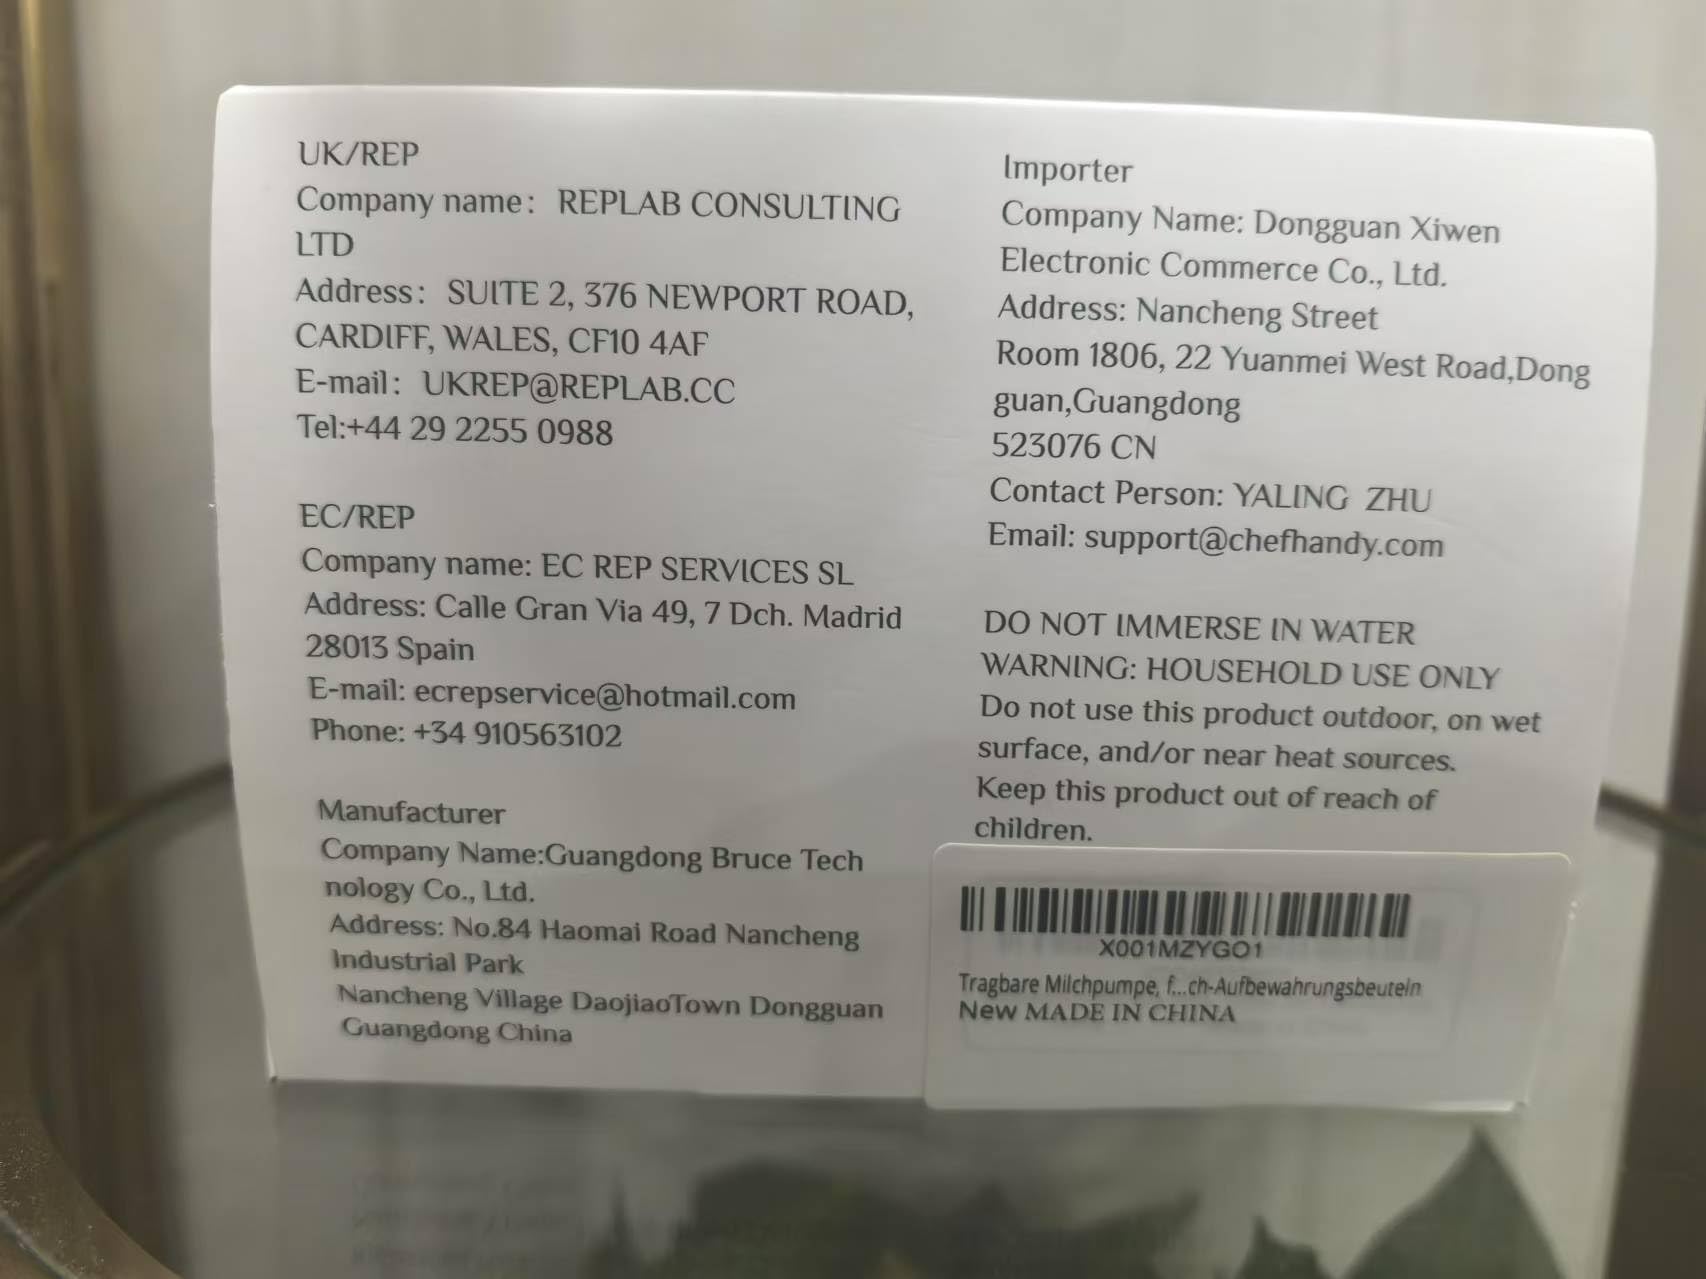 UK/REP
Company name: REPLAB CONSULTING
LTD
Address: SUITE 2, 376 NEWPORT ROAD,
CARDIFF, WALES, CF10 4AF
E-mail: UKREP@REPLAB.CC
Tel:+44 29 2255 0988
EC/REP
Company name: EC REP SERVICES SL
Address: Calle Gran Via 49, 7 Dch. Madrid
28013 Spain
E-mail: ecrepservice@hotmail.com
Phone: +34 910563102
Manufacturer
Company Name:Guangdong Bruce Tech
nology Co., Ltd.
Address: No.84 Haomai Road Nancheng
Industrial Park
Nancheng Village DaojiaoTown Dongguan
Guangdong China
Importer
Company Name: Dongguan Xiwen
Electronic Commerce Co., Ltd.
Address: Nancheng Street
Room 1806, 22 Yuanmei West Road,Dong
guan,Guangdong
523076 CN
Contact Person: YALING ZHU
Email: support@chefhandy.com
DO NOT IMMERSE IN WATER
WARNING: HOUSEHOLD USE ONLY
Do not use this product outdoor, on wet
surface, and/or near heat sources.
Keep this product out of reach of
children.
X001MZYGO1
Tragbare Milchpumpe, f...ch-Aufbewahrungsbeuteln
New MADE IN CHINA